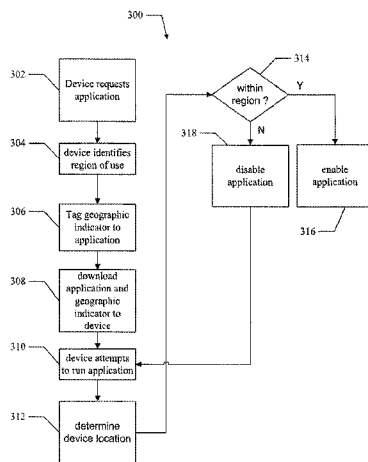 300
302
Device requests
application
304
device identifies
region of use
306
Tag geographic
indicator to
application
308
download
application and
geographic
indicator to
device
310
device attempts
to run application
312
determine
device location
314
within
region ?
Y
N
318
disable
application
enable
application
316